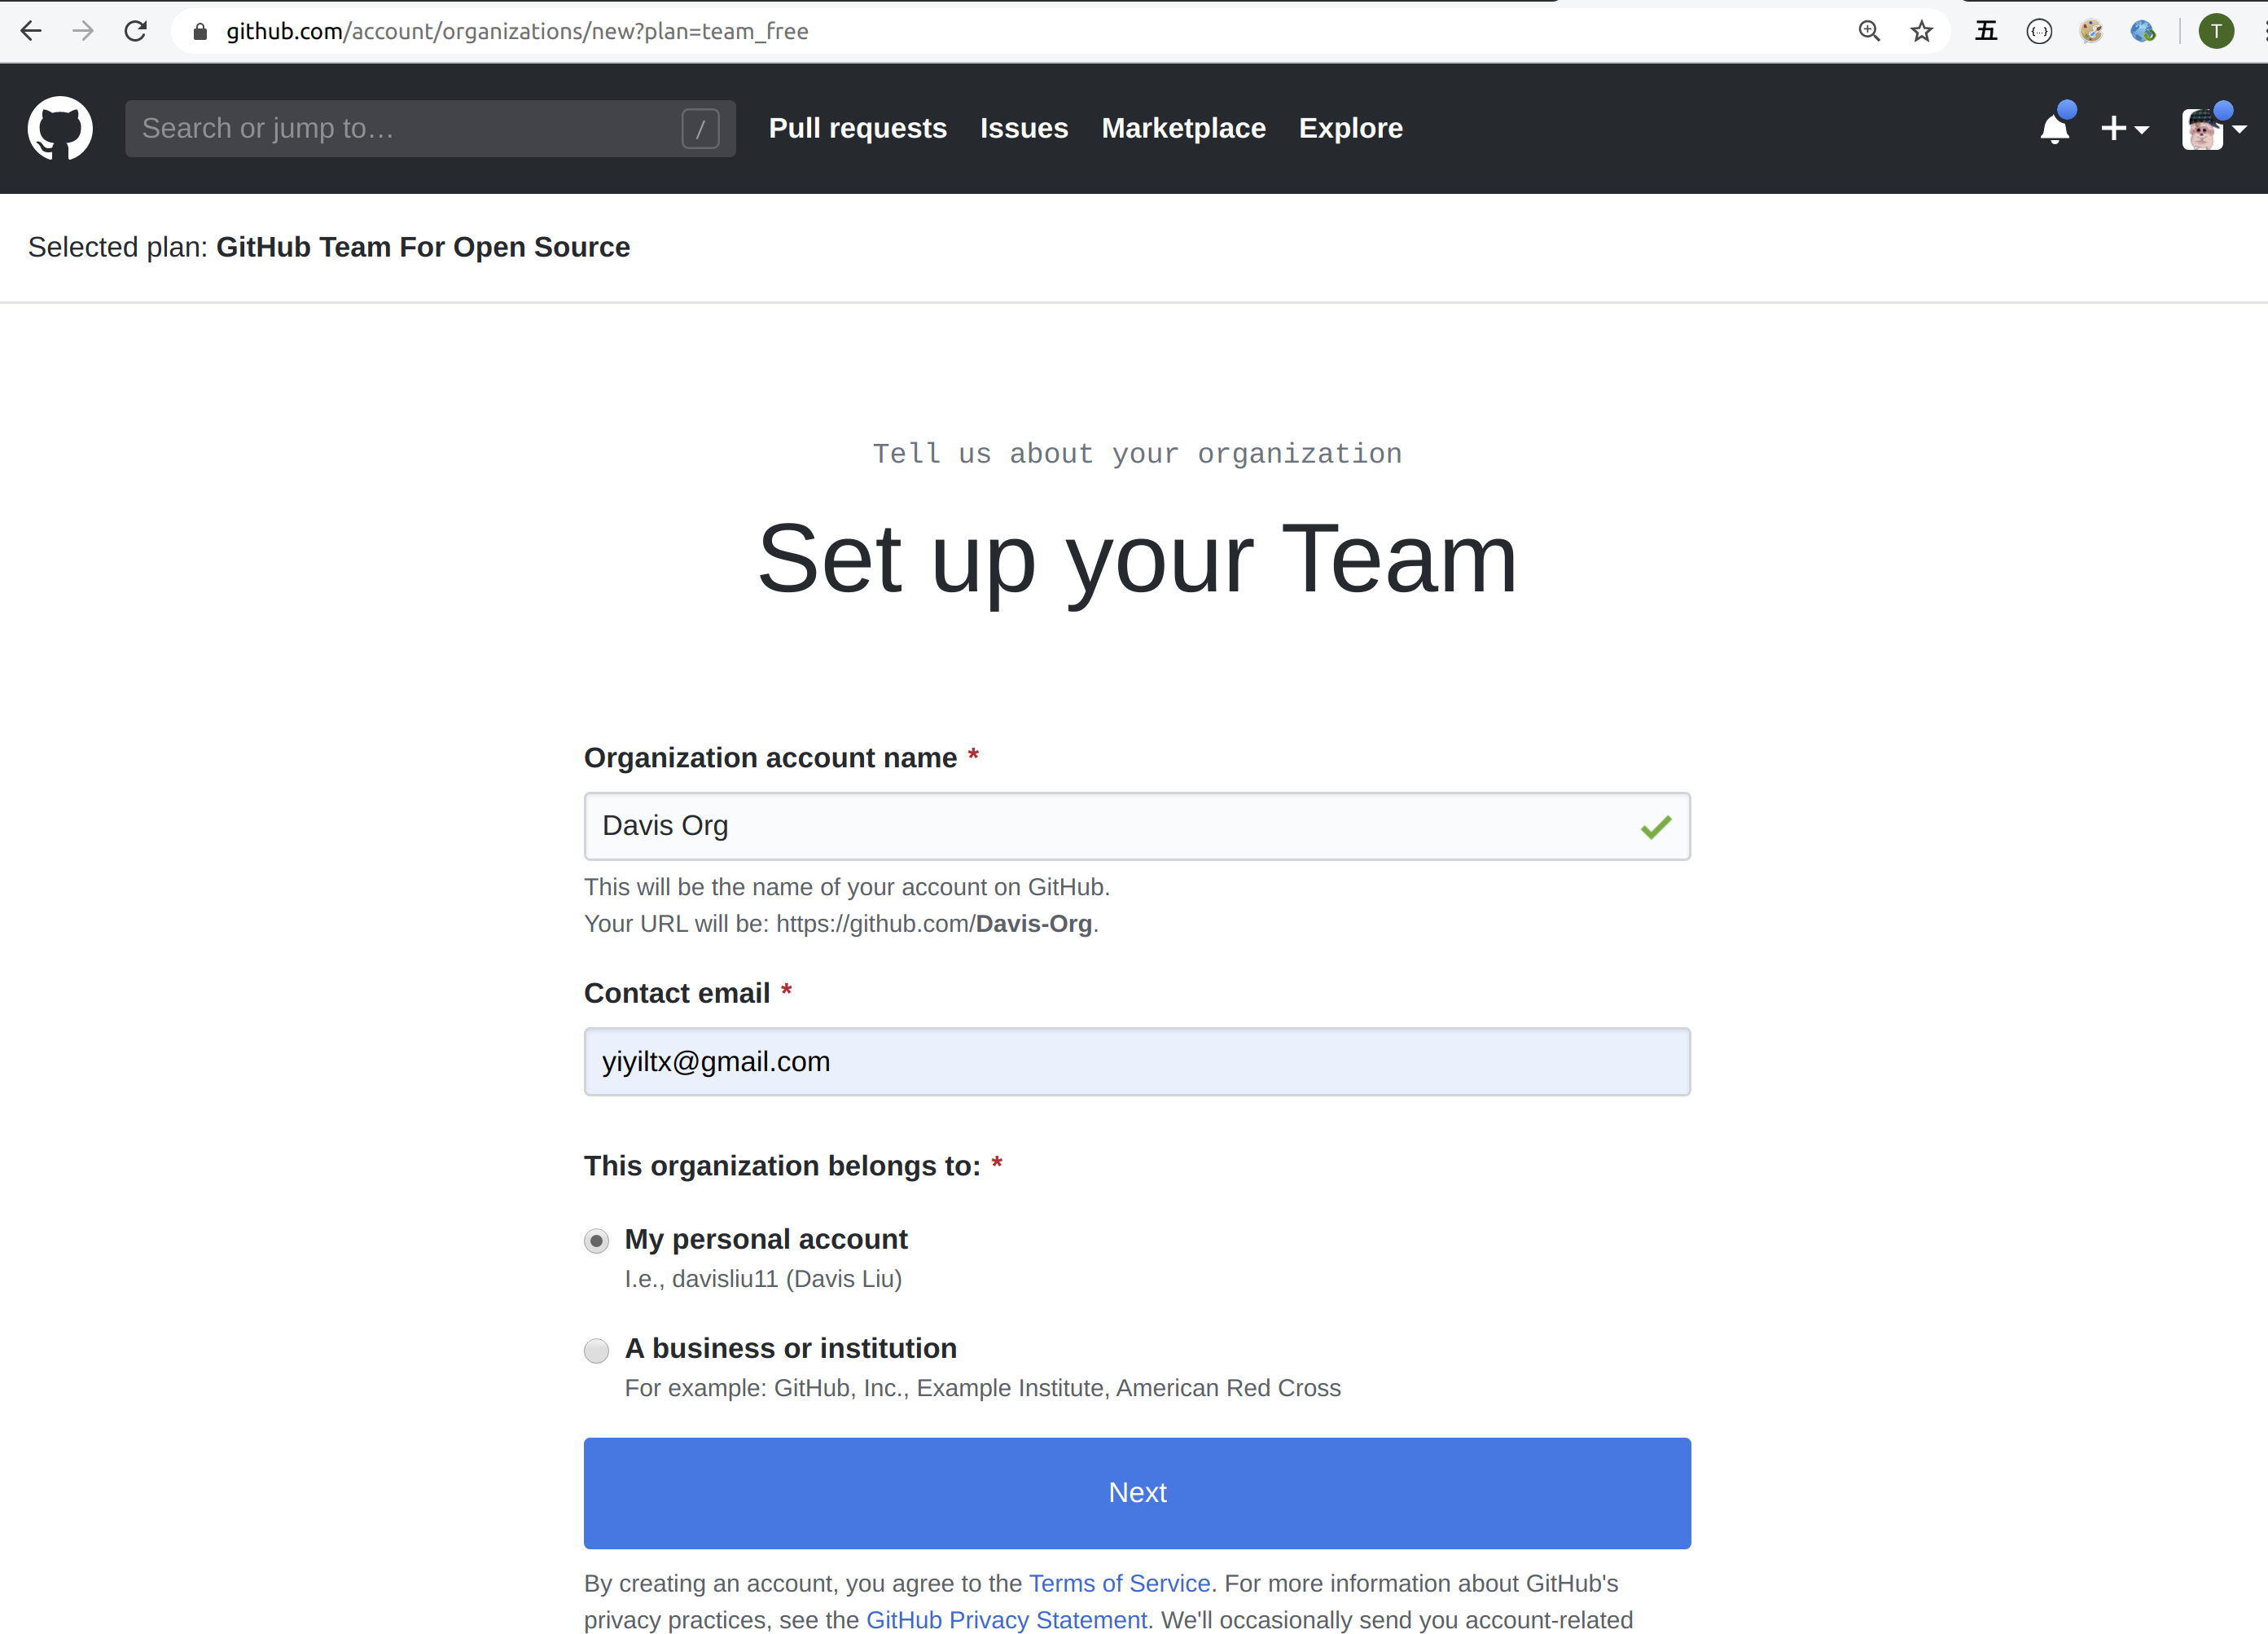 github.com/account/organizations/new?plan=team_free
五
{...}
T
Search or jump to…
/
Pull requests Issues Marketplace Explore
Selected plan: GitHub Team For Open Source
Tell us about your organization
Set up your Team
Organization account name *
Davis Org
This will be the name of your account on GitHub.
Your URL will be: https://github.com/Davis-Org.
Contact email *
yiyiltx@gmail.com
This organization belongs to: *
My personal account
I.e., davisliu11 (Davis Liu)
A business or institution
For example: GitHub, Inc., Example Institute, American Red Cross
Next
By creating an account, you agree to the Terms of Service. For more information about GitHub's
privacy practices, see the GitHub Privacy Statement. We'll occasionally send you account-related